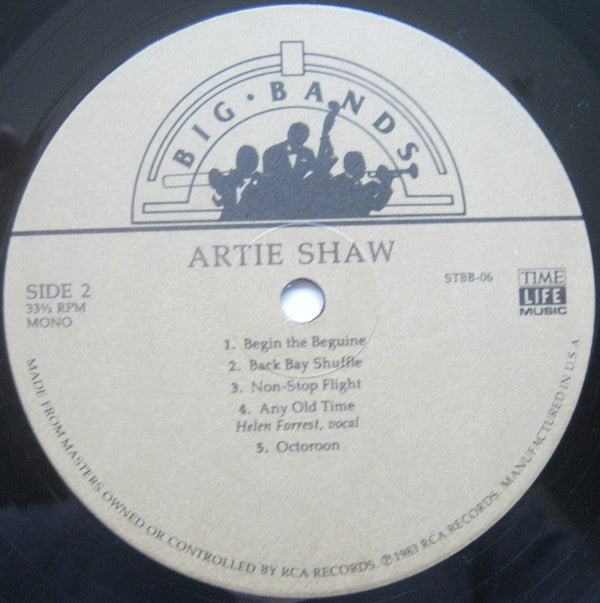 BIG · BANDS
ARTIE SHAW
SIDE 2
33⅓ RPM
MONO
STBB-06
TIME
LIFE
MUSIC
1. Begin the Beguine
2. Back Bay Shuffle
3. Non-Stop Flight
4. Any Old Time
Helen Forrest, vocal
5. Octoroon
MADE FROM MASTERS OWNED OR CONTROLLED BY RCA RECORDS. ℗ 1983 RCA RECORDS. MANUFACTURED IN U.S.A.